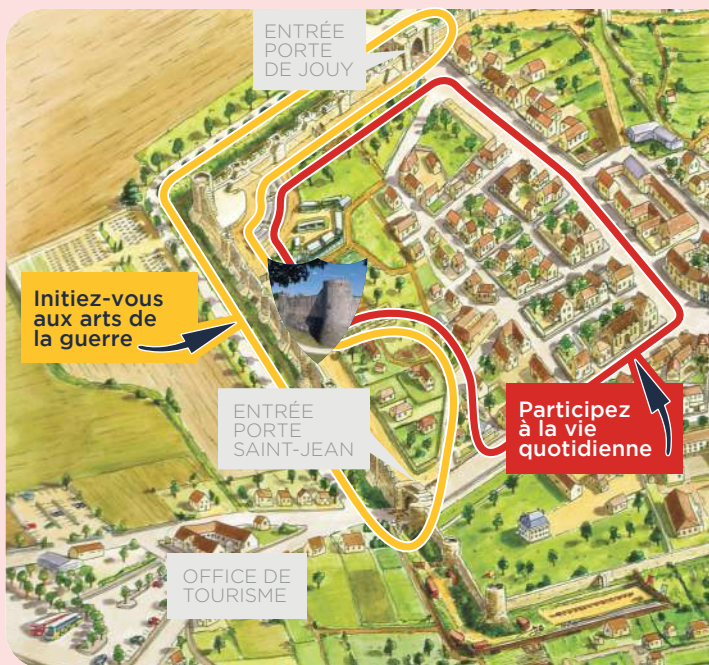 ENTRÉE
PORTE
DE JOUY
Initiez-vous
aux arts de
la guerre
ENTRÉE
PORTE
SAINT-JEAN
Participez
à la vie
quotidienne
OFFICE DE
TOURISME